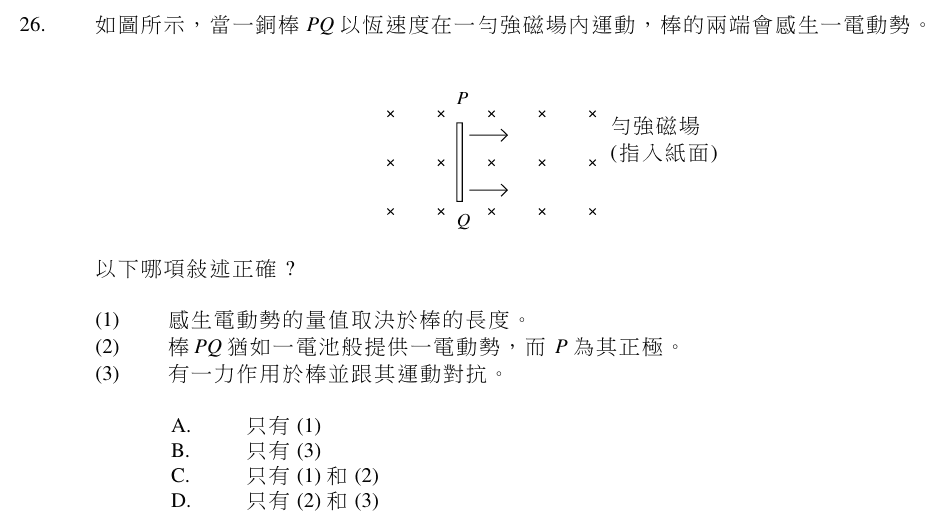 26. 如圖所示，當一銅棒 PQ 以恆速度在一勻強磁場內運動，棒的兩端會感生一電動勢。
P
× × × × ×
勻強磁場
(指入紙面)
× × × × ×
× × × × ×
Q
以下哪項敍述正確？
(1) 感生電動勢的量值取決於棒的長度。
(2) 棒 PQ 猶如一電池般提供一電動勢，而 P 為其正極。
(3) 有一力作用於棒並跟其運動對抗。
A. 只有 (1)
B. 只有 (3)
C. 只有 (1) 和 (2)
D. 只有 (2) 和 (3)